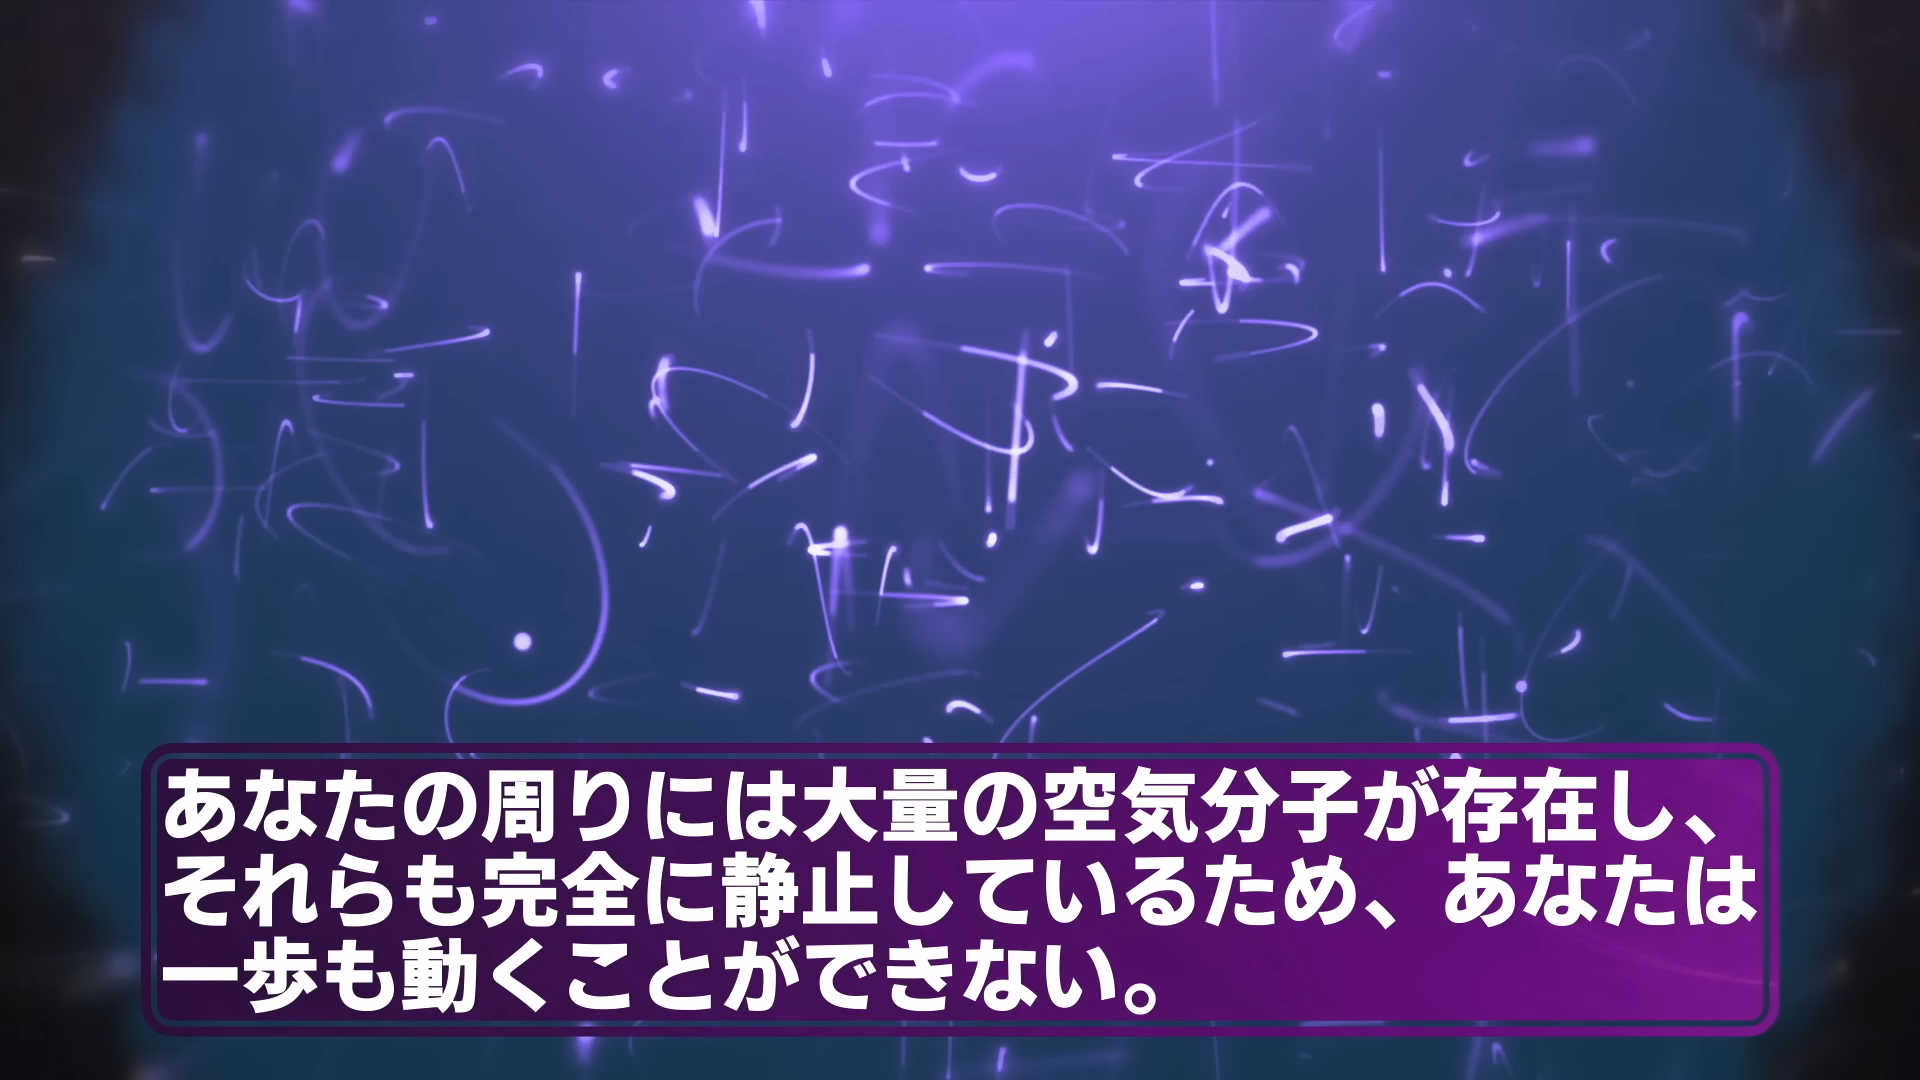 あなたの周りには大量の空気分子が存在し、
それらも完全に静止しているため、あなたは
一歩も動くことができない。